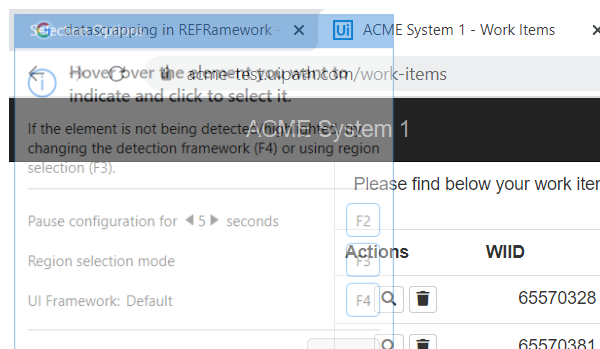 Selection Options
datascrapping in REFRamework -
ACME System 1 - Work Items
acme-test.uipath.com/work-items
Hover over the element you want to
indicate and click to select it.
ACME System 1
If the element is not being detected/highlighted, try
changing the detection framework (F4) or using region
selection (F3).
Please find below your work iter
Pause configuration for 5 seconds
F2
Actions
WIID
Region selection mode
F3
UI Framework: Default
F4
65570328
65570381